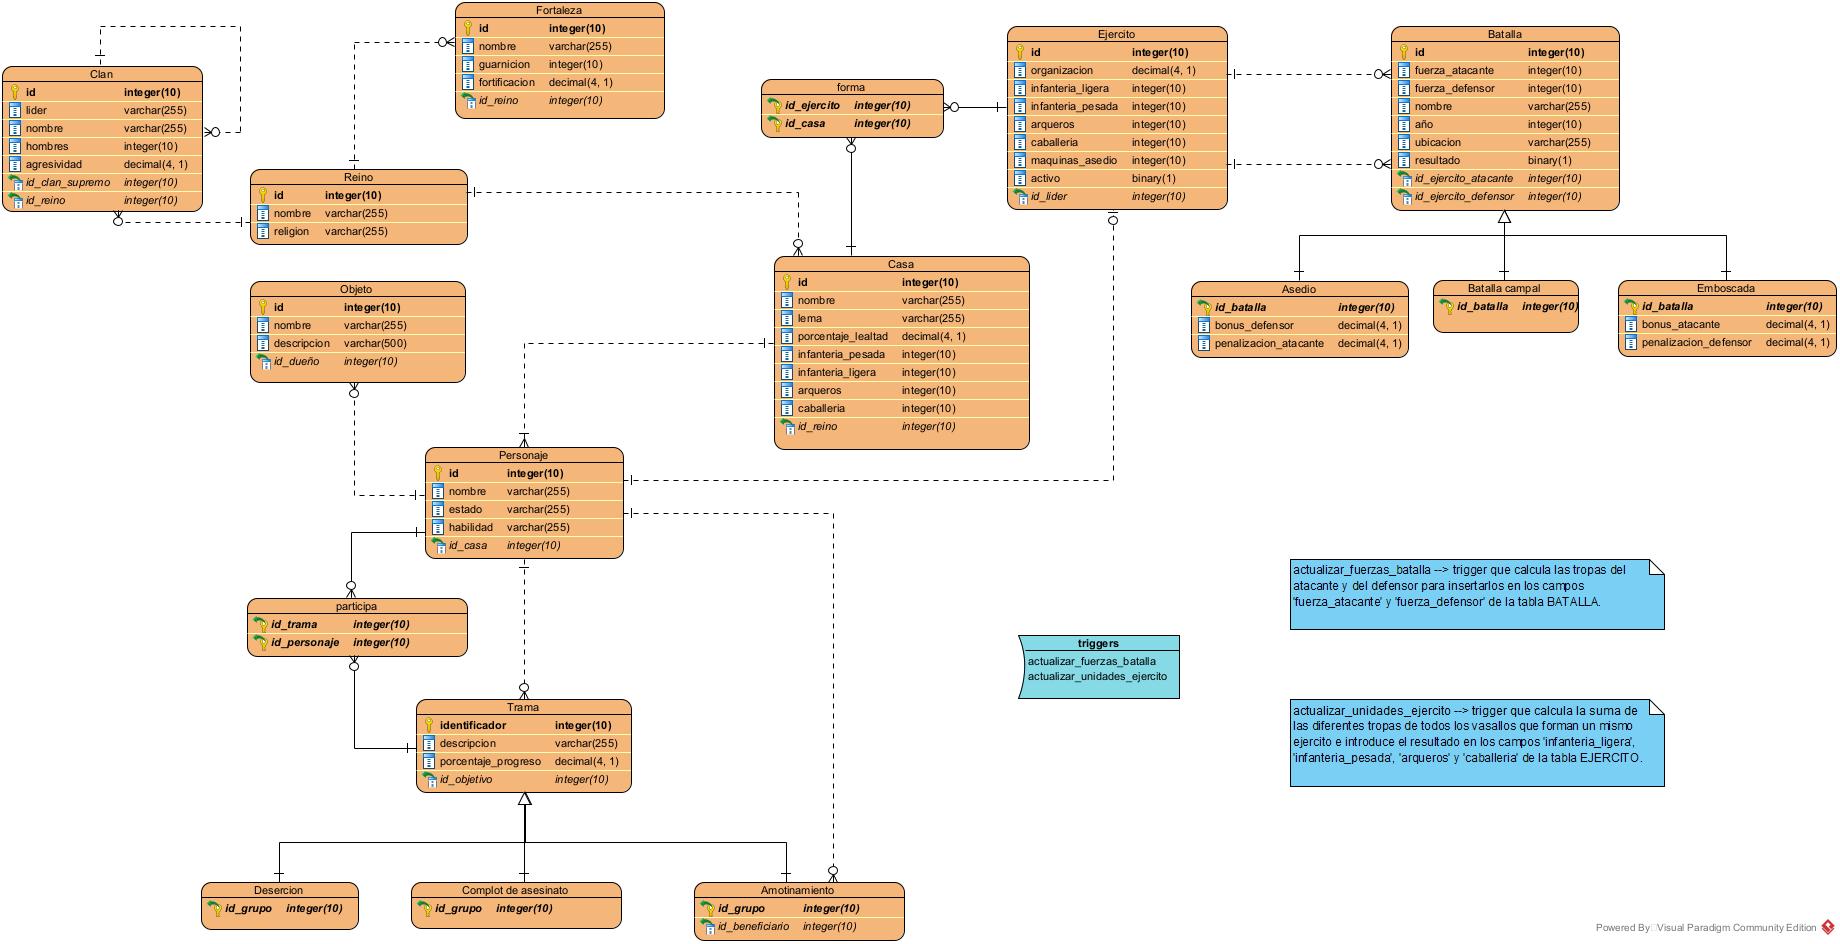 Fortaleza
id integer(10)
nombre varchar(255)
guarnicion integer(10)
fortificacion decimal(4, 1)
id_reino integer(10)
Clan
id integer(10)
lider varchar(255)
nombre varchar(255)
hombres integer(10)
agresividad decimal(4, 1)
id_clan_supremo integer(10)
id_reino integer(10)
Reino
id integer(10)
nombre varchar(255)
religion varchar(255)
forma
id_ejercito integer(10)
id_casa integer(10)
Ejercito
id integer(10)
organizacion decimal(4, 1)
infanteria_ligera integer(10)
infanteria_pesada integer(10)
arqueros integer(10)
caballeria integer(10)
maquinas_asedio integer(10)
activo binary(1)
id_lider integer(10)
Batalla
id integer(10)
fuerza_atacante integer(10)
fuerza_defensor integer(10)
nombre varchar(255)
año integer(10)
ubicacion varchar(255)
resultado binary(1)
id_ejercito_atacante integer(10)
id_ejercito_defensor integer(10)
Objeto
id integer(10)
nombre varchar(255)
descripcion varchar(500)
id_dueño integer(10)
Casa
id integer(10)
nombre varchar(255)
lema varchar(255)
porcentaje_lealtad decimal(4, 1)
infanteria_pesada integer(10)
infanteria_ligera integer(10)
arqueros integer(10)
caballeria integer(10)
id_reino integer(10)
Asedio
id_batalla integer(10)
bonus_defensor decimal(4, 1)
penalizacion_atacante decimal(4, 1)
Batalla campal
id_batalla integer(10)
Emboscada
id_batalla integer(10)
bonus_atacante decimal(4, 1)
penalizacion_defensor decimal(4, 1)
Personaje
id integer(10)
nombre varchar(255)
estado varchar(255)
habilidad varchar(255)
id_casa integer(10)
participa
id_trama integer(10)
id_personaje integer(10)
Trama
identificador integer(10)
descripcion varchar(255)
porcentaje_progreso decimal(4, 1)
id_objetivo integer(10)
triggers
actualizar_fuerzas_batalla
actualizar_unidades_ejercito
actualizar_fuerzas_batalla --> trigger que calcula las tropas del
atacante y del defensor para insertarlos en los campos
'fuerza_atacante' y 'fuerza_defensor' de la tabla BATALLA.
actualizar_unidades_ejercito --> trigger que calcula la suma de
las diferentes tropas de todos los vasallos que forman un mismo
ejercito e introduce el resultado en los campos 'infanteria_ligera',
'infanteria_pesada', 'arqueros' y 'caballeria' de la tabla EJERCITO.
Desercion
id_grupo integer(10)
Complot de asesinato
id_grupo integer(10)
Amotinamiento
id_grupo integer(10)
id_beneficiario integer(10)
Powered By Visual Paradigm Community Edition